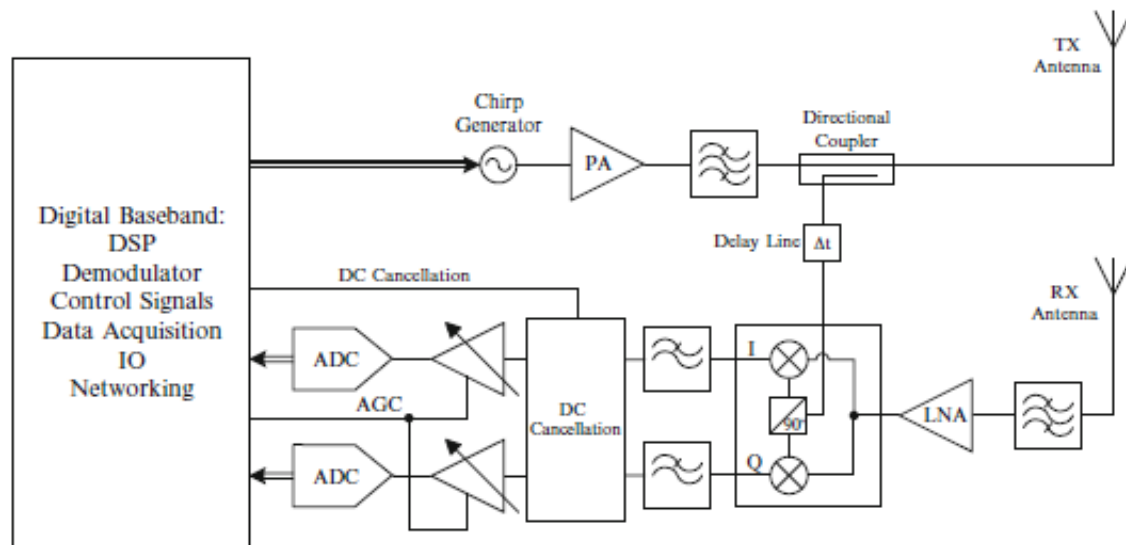 TX
Antenna
Chirp
Generator
Directional
Coupler
PA
Digital Baseband:
DSP
Demodulator
Control Signals
Data Acquisition
IO
Networking
Delay Line
Δt
DC Cancellation
RX
Antenna
ADC
I
AGC
DC
Cancellation
90°
LNA
ADC
Q